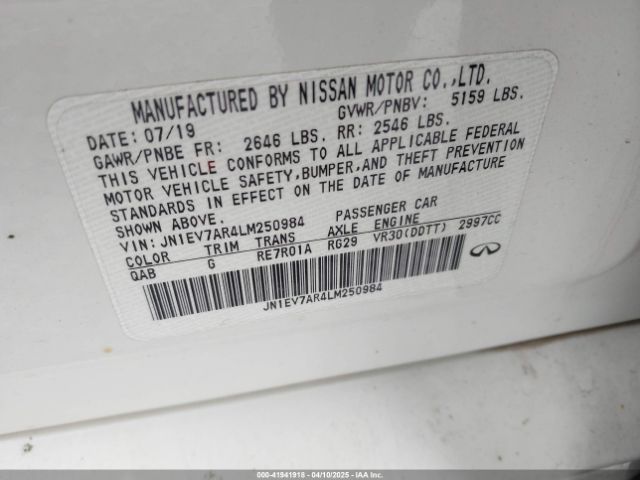 MANUFACTURED BY NISSAN MOTOR CO.,LTD.
DATE: 07/19 GVWR/PNBV: 5159 LBS.
GAWR/PNBE FR: 2646 LBS. RR: 2546 LBS.
THIS VEHICLE CONFORMS TO ALL APPLICABLE FEDERAL
MOTOR VEHICLE SAFETY,BUMPER,AND THEFT PREVENTION
STANDARDS IN EFFECT ON THE DATE OF MANUFACTURE
SHOWN ABOVE.
VIN: JN1EV7AR4LM250984 PASSENGER CAR
COLOR TRIM TRANS AXLE ENGINE
QAB G RE7R01A RG29 VR30(DDTT) 2997CC
JN1EV7AR4LM250984
000-41941918 - 04/10/2025 - IAA Inc.